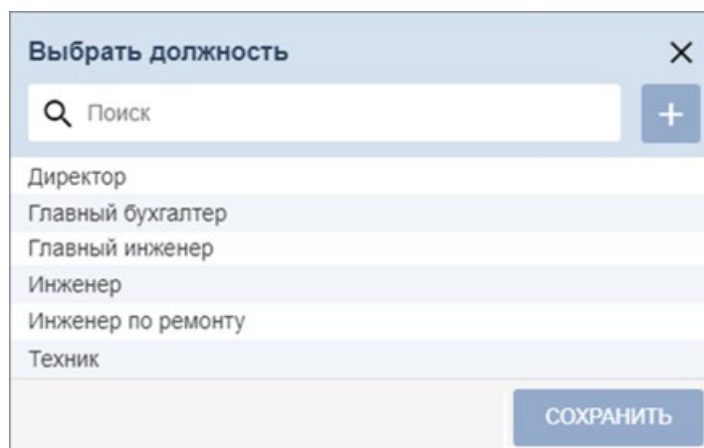 Выбрать должность
Поиск
Директор
Главный бухгалтер
Главный инженер
Инженер
Инженер по ремонту
Техник
СОХРАНИТЬ